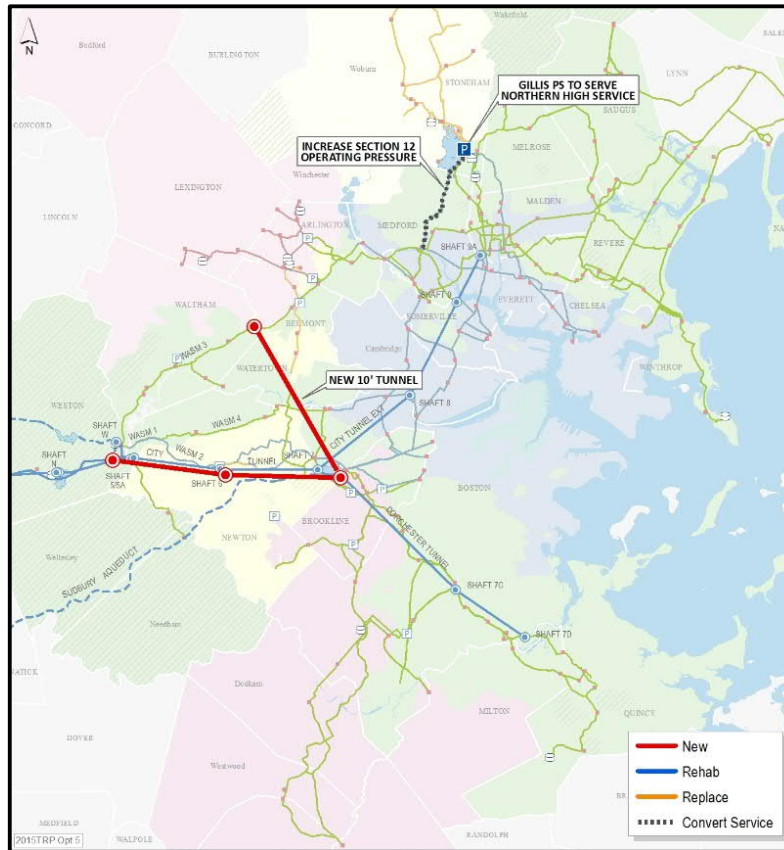 Wakefield
Bedford
BURLINGTON
Woburn
STONEHAM
LYNN
N
GILLIS PS TO SERVE
NORTHERN HIGH SERVICE
SAUGUS
CONCORD
INCREASE SECTION 12
OPERATING PRESSURE
P
MELROSE
LEXINGTON
Winchester
MALDEN
LINCOLN
ARLINGTON
MEDFORD
REVERE
P
SHAFT 9A
WALTHAM
P
P
SHAFT 9
EVERETT
CHELSEA
SOMERVILLE
BELMONT
WASM 3
P
Cambridge
WINTHROP
WATERTOWN
NEW 10' TUNNEL
WESTON
SHAFT 8
SHAFT
W
WASM 1
WASM 4
CITY TUNNEL EXT
SHAFT
N
CITY
WASM 2
TUNNEL
SHAFT 7
SHAFT
5/5A
SHAFT 6
BOSTON
P
P
BROOKLINE
NEWTON
P
DORCHESTER TUNNEL
Wellesley
SUDBURY AQUEDUCT
SHAFT 7C
Needham
P
SHAFT 7D
NATICK
Dedham
MILTON
QUINCY
DOVER
Westwood
New
Rehab
Replace
Convert Service
MEDFIELD
WALPOLE
RANDOLPH
2015TRP Opt 5